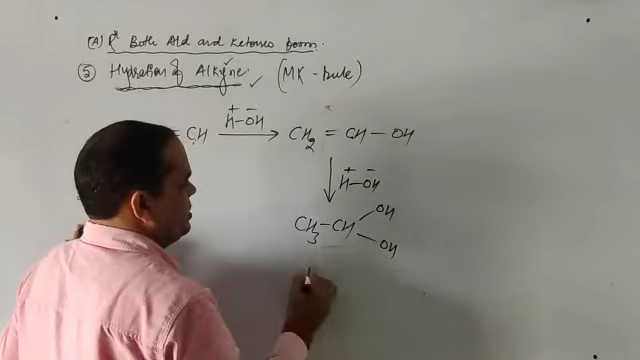 (A) Rˣ Both Ald and Ketones form.
⑤ Hydration of Alkyne. ✓ (MK - rule)
≡ CH —H⁺—OH⁻→ CH₂ = CH — OH
↓ H⁺—OH⁻
CH₃ — CH
OH
OH